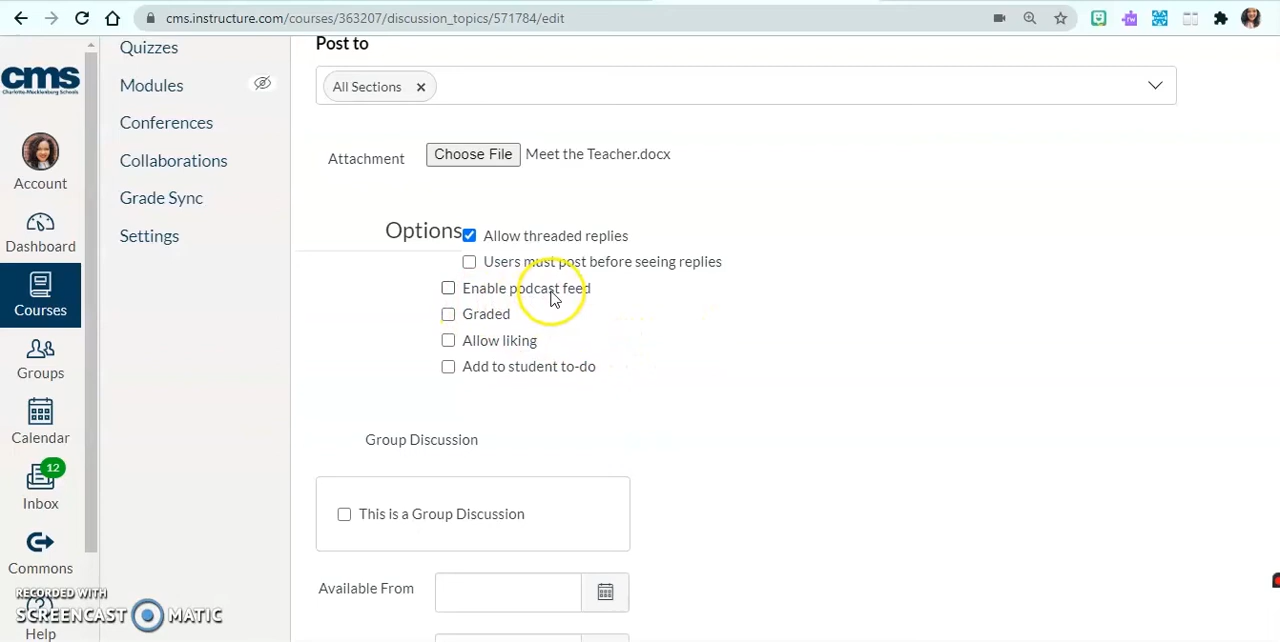 cms.instructure.com/courses/363207/discussion_topics/571784/edit
cms
Charlotte-Mecklenburg Schools
Account
Dashboard
Courses
Groups
Calendar
12
Inbox
Commons
Help
Quizzes
Modules
Conferences
Collaborations
Grade Sync
Settings
Post to
All Sections ×
Attachment Choose File Meet the Teacher.docx
Options
Allow threaded replies
Users must post before seeing replies
Enable podcast feed
Graded
Allow liking
Add to student to-do
Group Discussion
This is a Group Discussion
Available From
RECORDED WITH
SCREENCAST MATIC